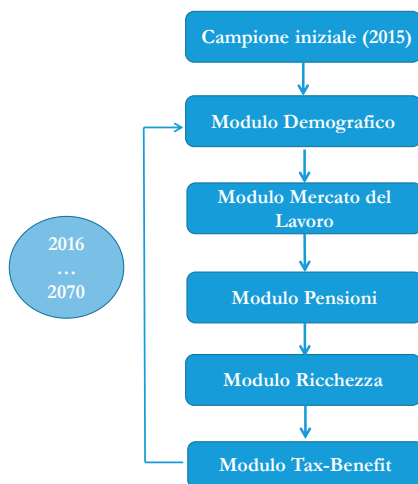 Campione iniziale (2015)
Modulo Demografico
Modulo Mercato del
Lavoro
2016
...
2070
Modulo Pensioni
Modulo Ricchezza
Modulo Tax-Benefit